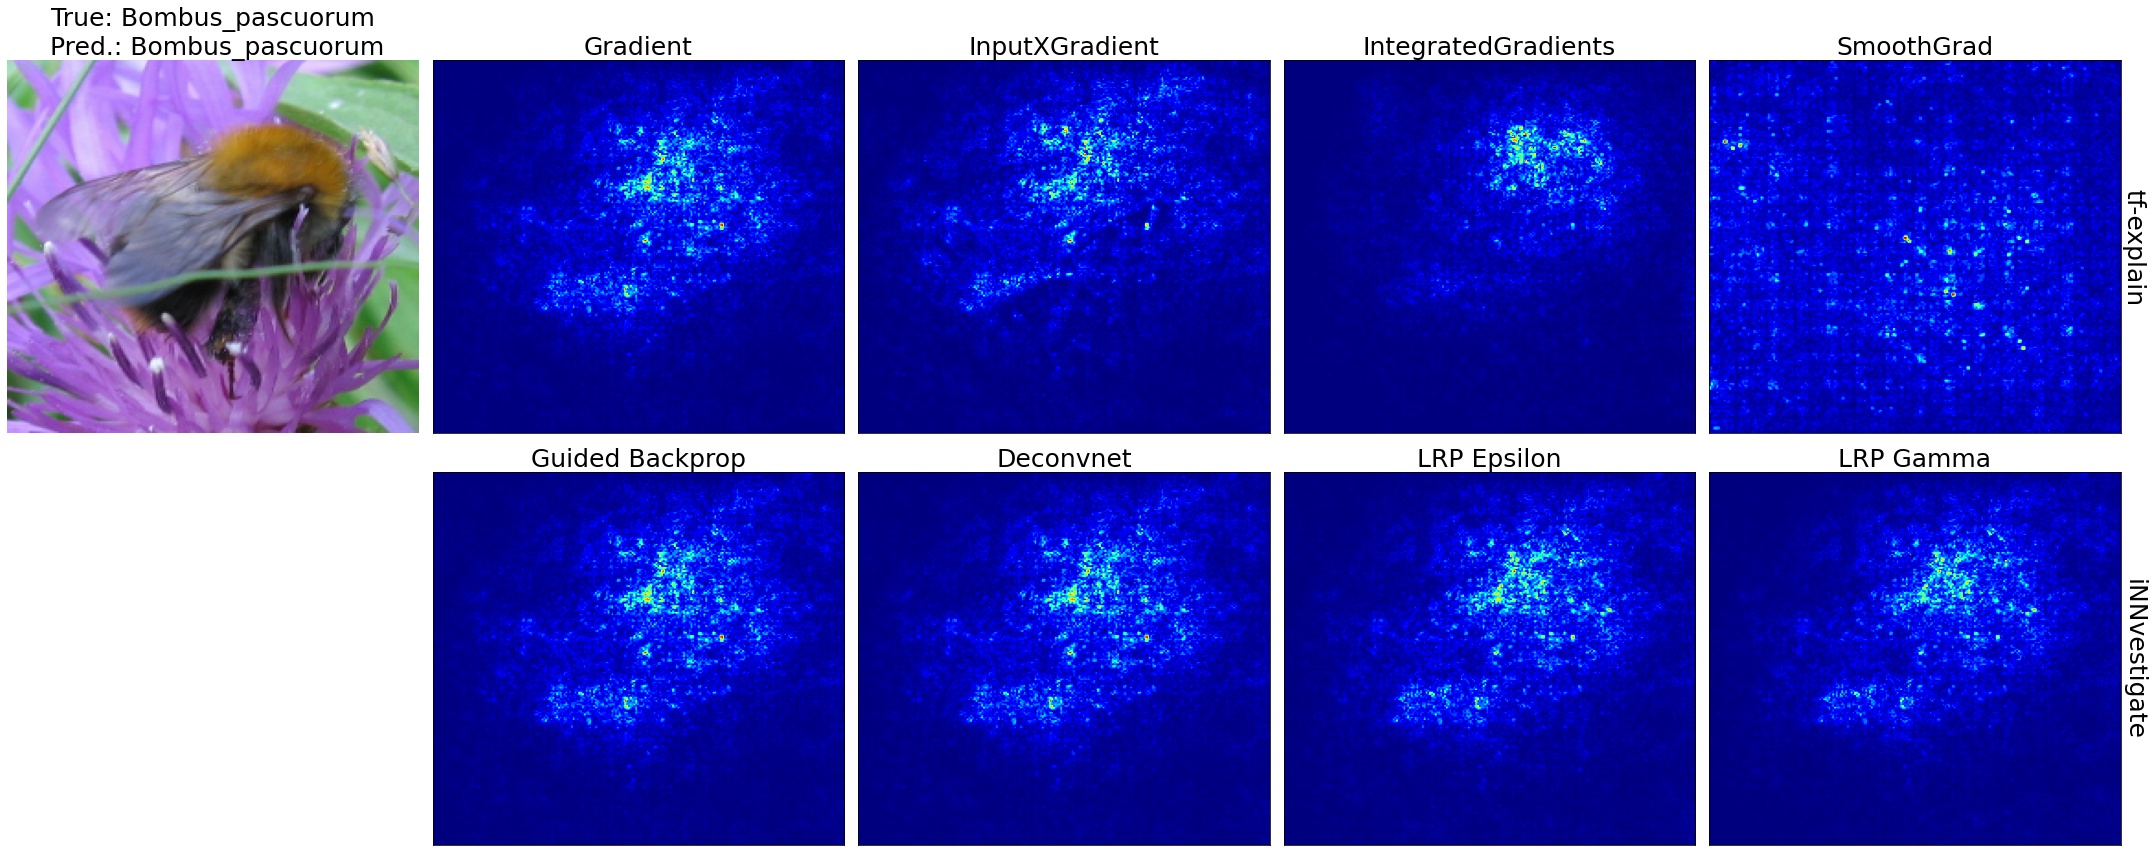 True: Bombus_pascuorum
Pred.: Bombus_pascuorum
Gradient
InputXGradient
IntegratedGradients
SmoothGrad
tf-explain
Guided Backprop
Deconvnet
LRP Epsilon
LRP Gamma
iNNvestigate